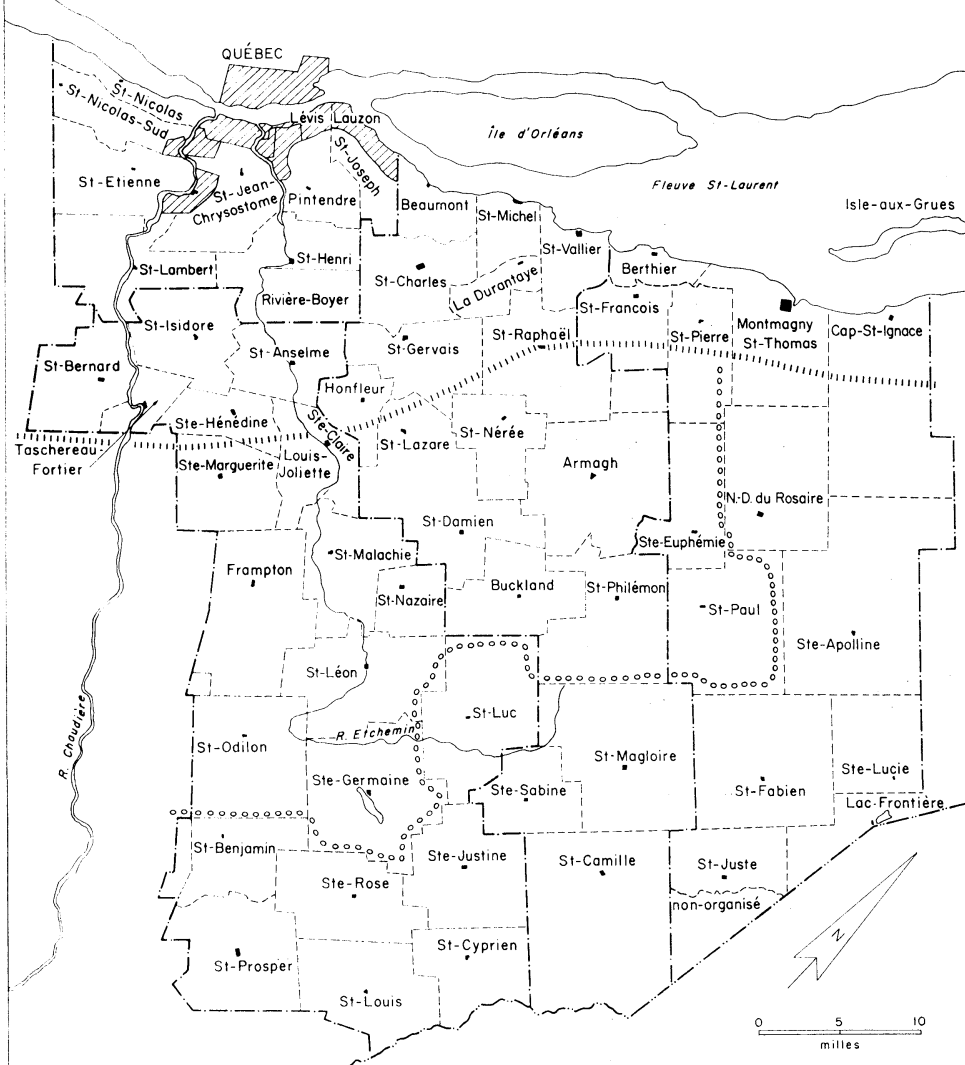 QUÉBEC
St-Nicolas
St-Nicolas-Sud
Lévis
Lauzon
St-Joseph
Île d'Orléans
Fleuve St-Laurent
Isle-aux-Grues
St-Etienne
St-Jean-
Chrysostome
Pintendre
Beaumont
St-Michel
St-Vallier
Berthier
St-Lambert
St-Henri
St-Charles
La Durantaye
Rivière-Boyer
St-Francois
St-Pierre
Montmagny
St-Thomas
Cap-St-Ignace
St-Isidore
St-Anselme
St-Gervais
St-Raphaël
St-Bernard
Honfleur
Ste-Hénédine
Ste-Claire
St-Lazare
St-Nérée
Taschereau
Fortier
Ste-Marguerite
Louis-
Joliette
Armagh
N.-D. du Rosaire
St-Damien
Ste-Euphémie
St-Malachie
Frampton
St-Nazaire
Buckland
St-Philémon
St-Paul
Ste-Apolline
St-Léon
R. Chaudière
St-Luc
R. Etchemin
St-Odilon
St-Magloire
Ste-Germaine
Ste-Sabine
St-Fabien
Ste-Lucie
Lac-Frontière
St-Benjamin
Ste-Justine
St-Camille
St-Juste
Ste-Rose
non-organisé
St-Cyprien
St-Prosper
St-Louis
N
0 5 10
milles